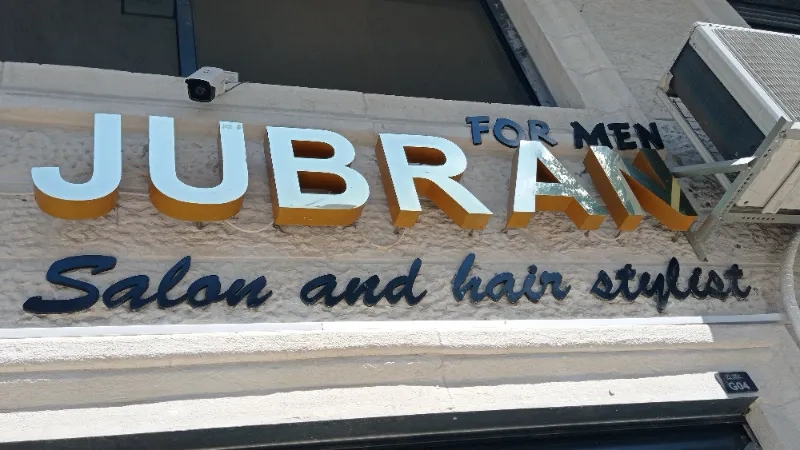 FOR MEN
JUBRAN
Salon and hair stylist
G04